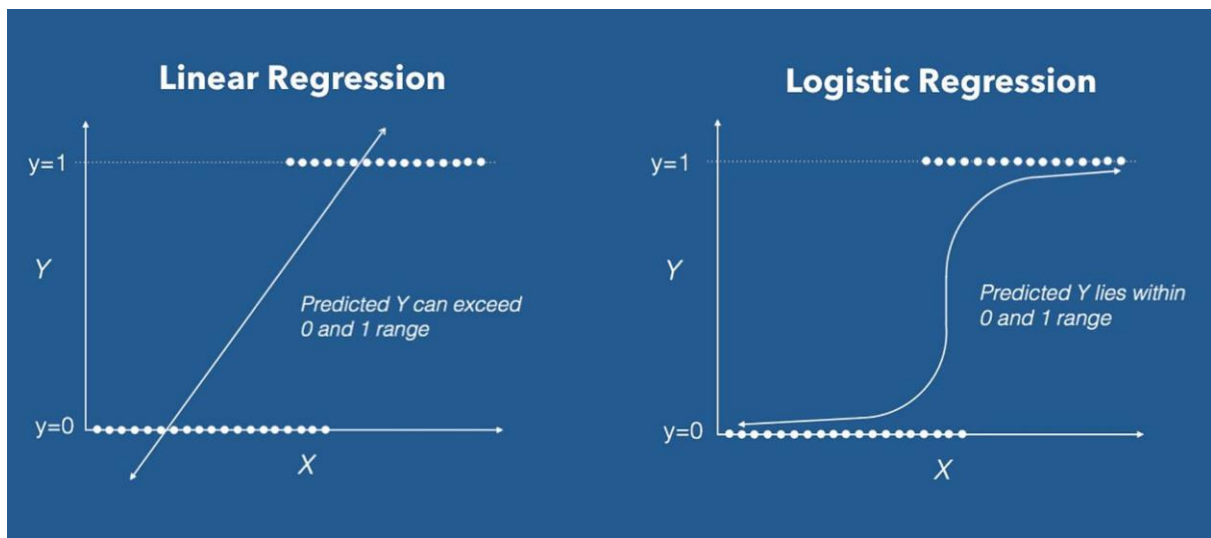 Linear Regression
y=1
Y
Predicted Y can exceed
0 and 1 range
y=0
X
Logistic Regression
y=1
Y
Predicted Y lies within
0 and 1 range
y=0
X